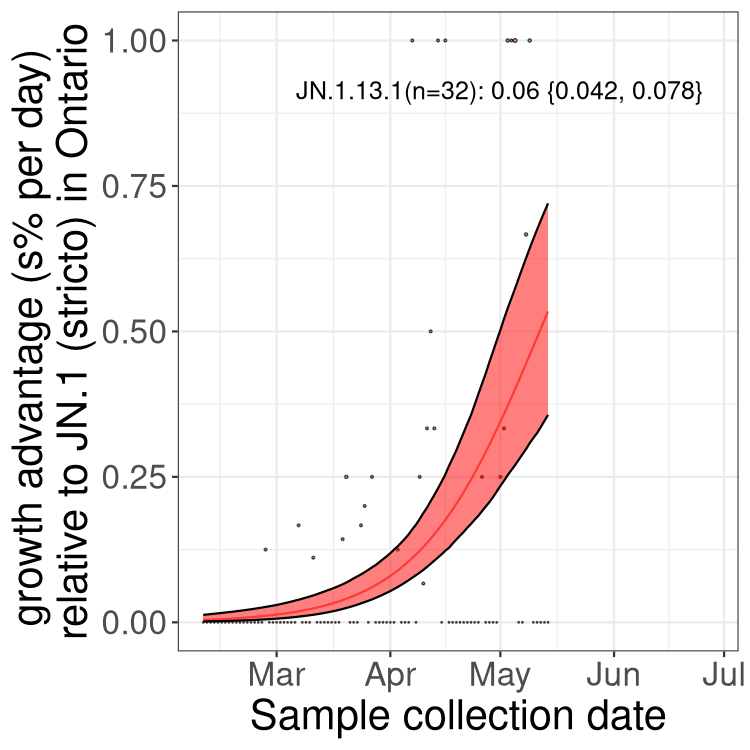 growth advantage (s% per day)
relative to JN.1 (stricto) in Ontario
1.00
0.75
0.50
0.25
0.00
JN.1.13.1(n=32): 0.06 {0.042, 0.078}
Mar Apr May Jun Jul
Sample collection date